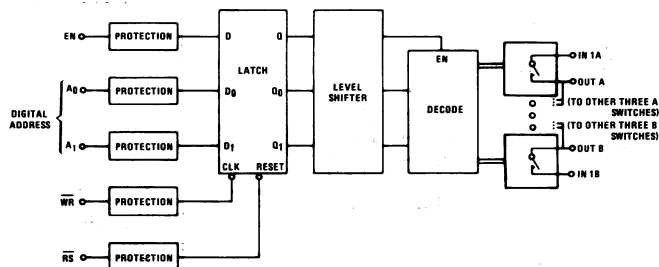 EN PROTECTION D Q
LATCH
A0 PROTECTION D0 Q0
DIGITAL
ADDRESS
A1 PROTECTION D1 Q1
CLK RESET
WR PROTECTION
RS PROTECTION
LEVEL
SHIFTER
EN
DECODE
IN 1A
OUT A
(TO OTHER THREE A
SWITCHES)
(TO OTHER THREE B
SWITCHES)
OUT B
IN 1B